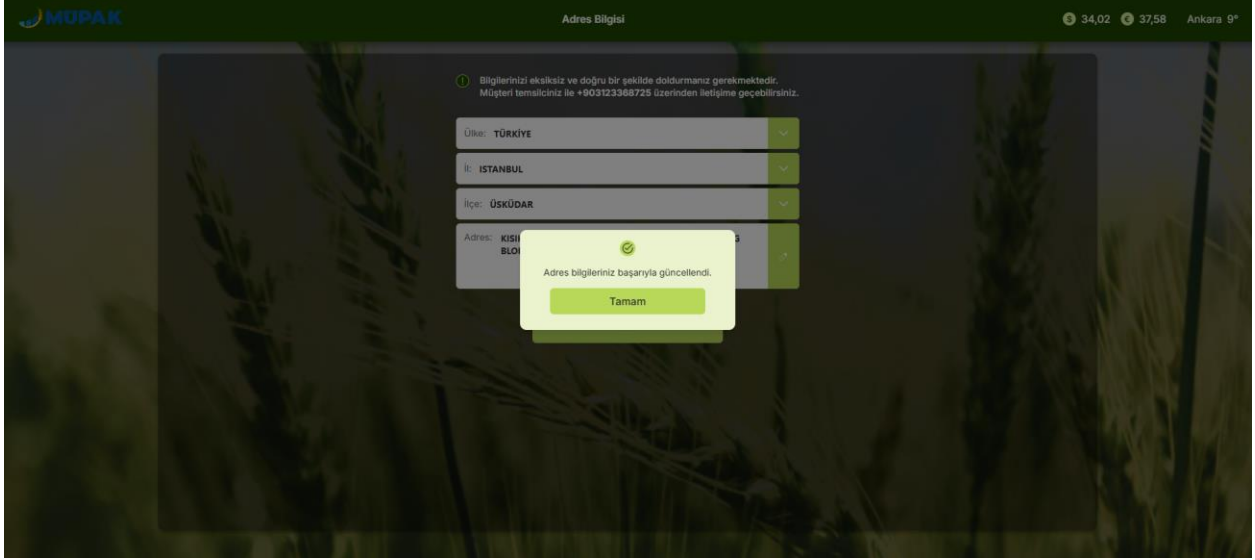 MÜPAK
Adres Bilgisi
$ 34,02 € 37,58 Ankara 9°
Bilgilerinizi eksiksiz ve doğru bir şekilde doldurmanız gerekmektedir.
Müşteri temsilciniz ile +903123368725 üzerinden iletişime geçebilirsiniz.
Ülke: TÜRKİYE
İl: ISTANBUL
İlçe: ÜSKÜDAR
Adres:
Adres bilgileriniz başarıyla güncellendi.
Tamam